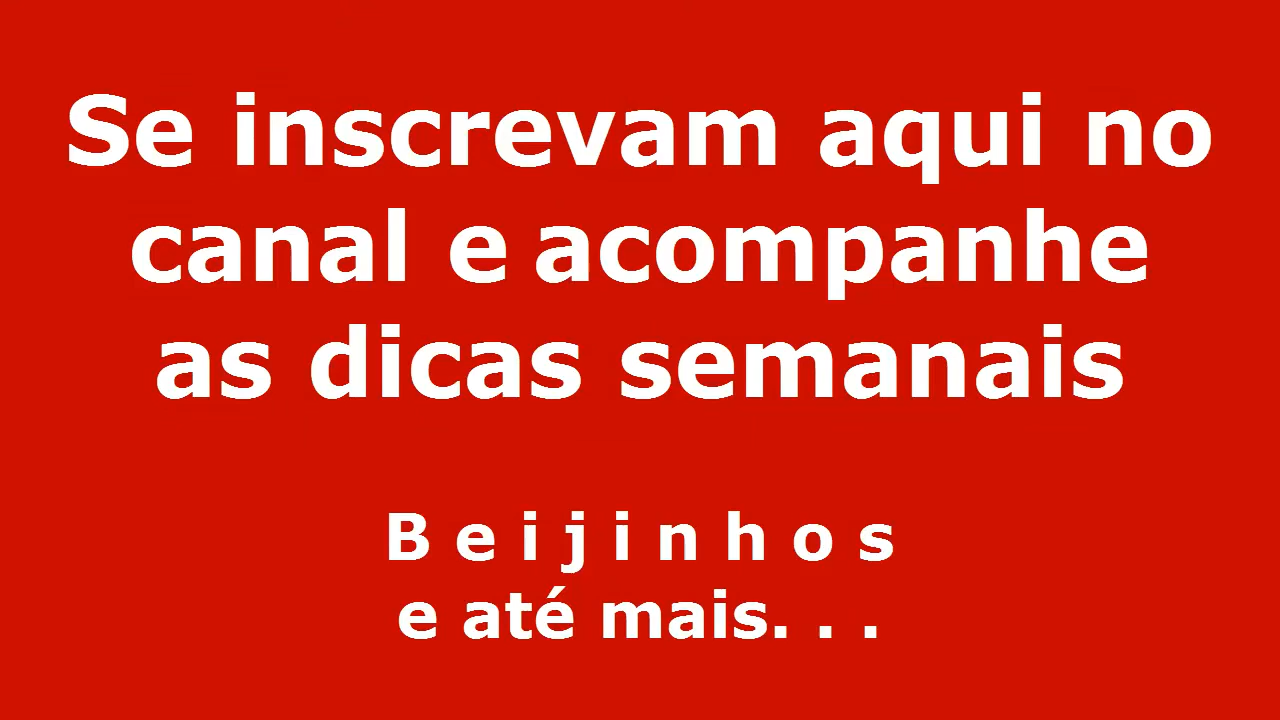 Se inscrevam aqui no
canal e acompanhe
as dicas semanais
B e i j i n h o s
e até mais. . .